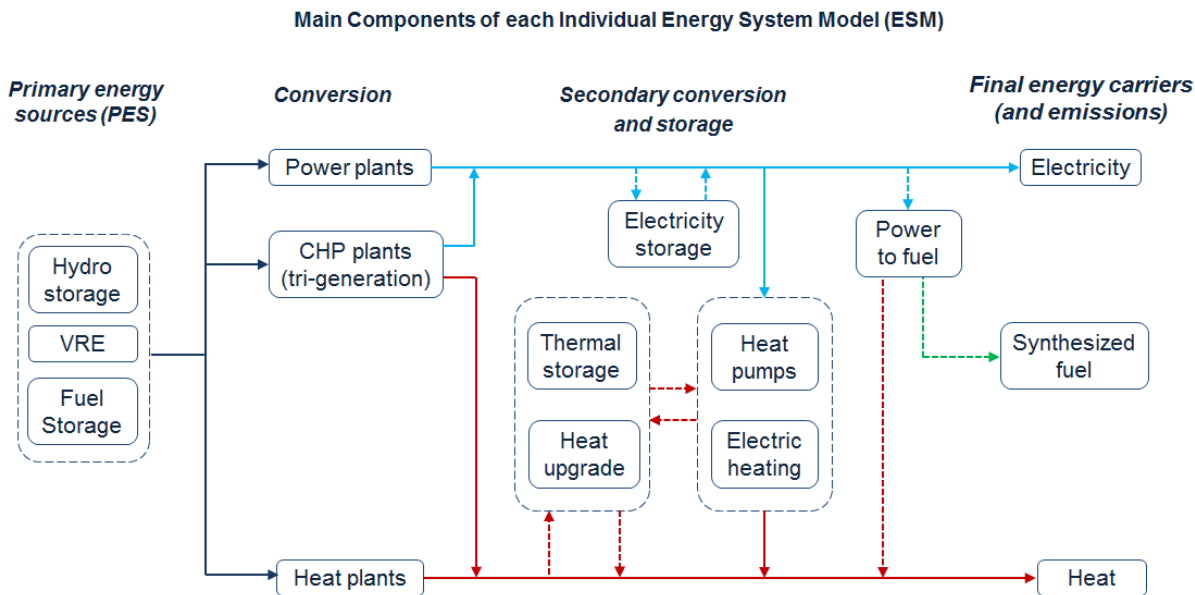 Main Components of each Individual Energy System Model (ESM)
Primary energy
sources (PES)
Conversion
Secondary conversion
and storage
Final energy carriers
(and emissions)
Power plants
Electricity
CHP plants
(tri-generation)
Electricity
storage
Power
to fuel
Hydro
storage
VRE
Fuel
Storage
Thermal
storage
Heat
pumps
Synthesized
fuel
Heat
upgrade
Electric
heating
Heat plants
Heat